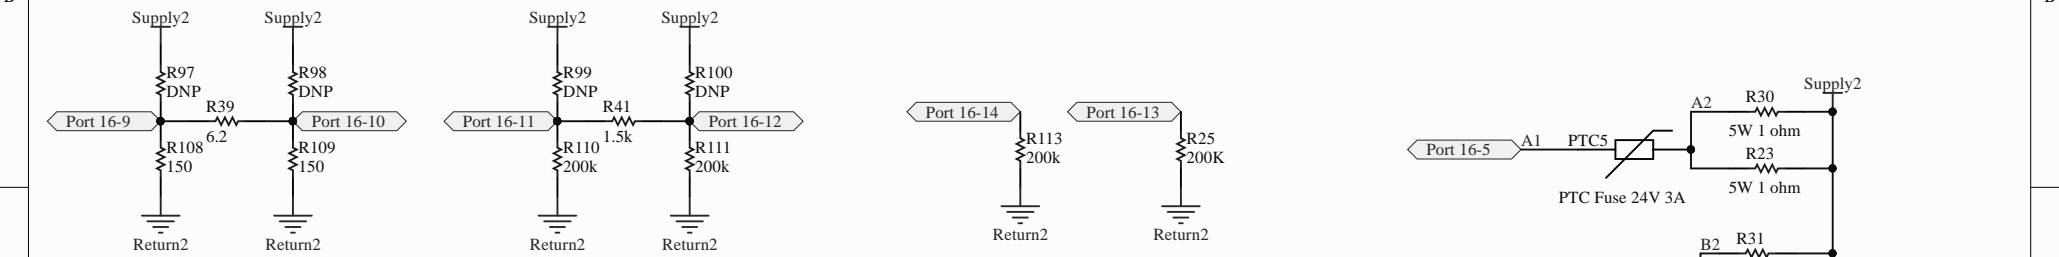 Supply2
Supply2
Supply2
Supply2
R97
DNP
R98
DNP
R99
DNP
R100
DNP
Supply2
Port 16-9
R39
6.2
Port 16-10
Port 16-11
R41
1.5k
Port 16-12
Port 16-14
Port 16-13
A2
R30
5W 1 ohm
R108
150
R109
150
R110
200k
R111
200k
R113
200k
R25
200K
Port 16-5
A1
PTC5
R23
5W 1 ohm
PTC Fuse 24V 3A
Return2
Return2
Return2
Return2
Return2
Return2
B2
R31